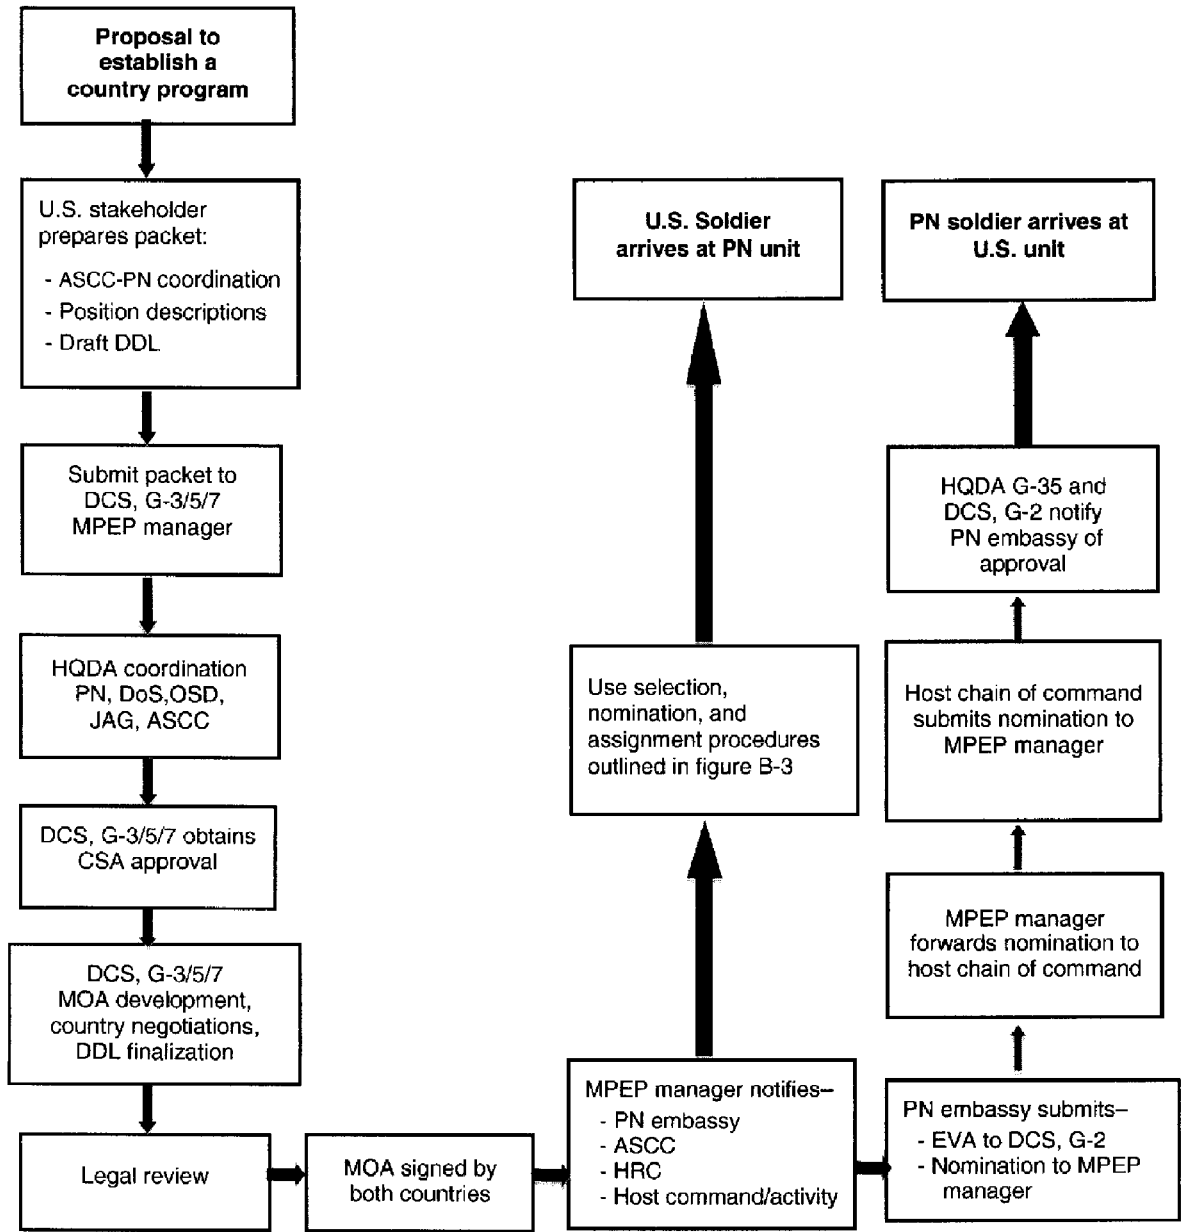 Proposal to
establish a
country program
U.S. stakeholder
prepares packet:
- ASCC-PN coordination
- Position descriptions
- Draft DDL
Submit packet to
DCS, G-3/5/7
MPEP manager
HQDA coordination
PN, DoS,OSD,
JAG, ASCC
DCS, G-3/5/7 obtains
CSA approval
DCS, G-3/5/7
MOA development,
country negotiations,
DDL finalization
Legal review
MOA signed by
both countries
MPEP manager notifies–
- PN embassy
- ASCC
- HRC
- Host command/activity
Use selection,
nomination, and
assignment procedures
outlined in figure B-3
U.S. Soldier
arrives at PN unit
PN embassy submits–
- EVA to DCS, G-2
- Nomination to MPEP
manager
MPEP manager
forwards nomination to
host chain of command
Host chain of command
submits nomination to
MPEP manager
HQDA G-35 and
DCS, G-2 notify
PN embassy of
approval
PN soldier arrives at
U.S. unit